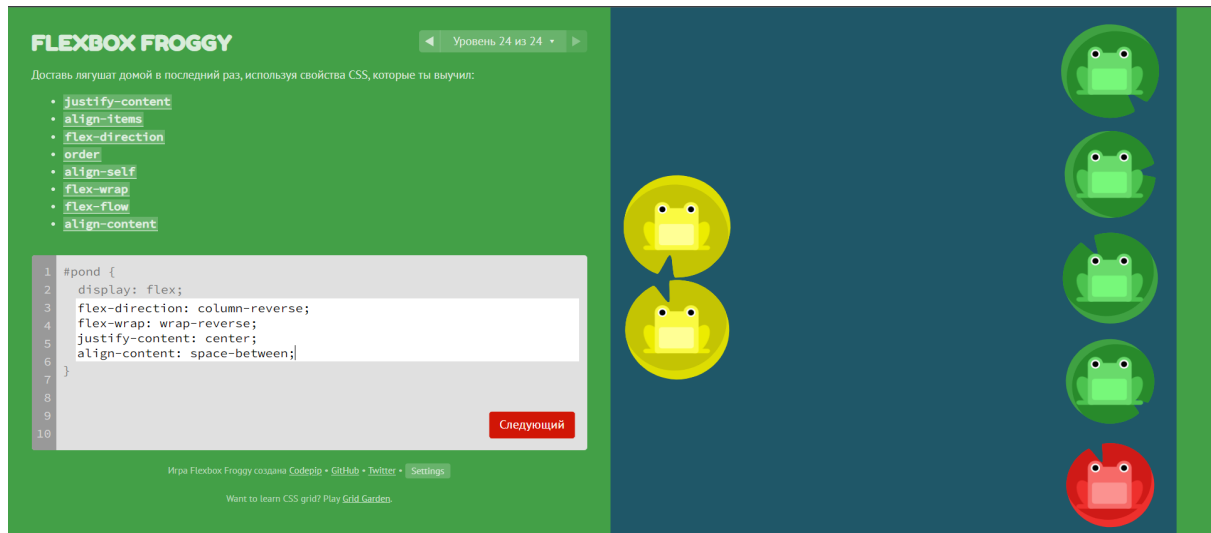 FLEXBOX FROGGY
◀ Уровень 24 из 24 ▾ ▶
Доставь лягушат домой в последний раз, используя свойства CSS, которые ты выучил:
• justify-content
• align-items
• flex-direction
• order
• align-self
• flex-wrap
• flex-flow
• align-content
1 #pond {
2 display: flex;
3 flex-direction: column-reverse;
4 flex-wrap: wrap-reverse;
5 justify-content: center;
6 align-content: space-between;
7 }
8
9
10
Следующий
Игра Flexbox Froggy создана Codepip • GitHub • Twitter • Settings
Want to learn CSS grid? Play Grid Garden.